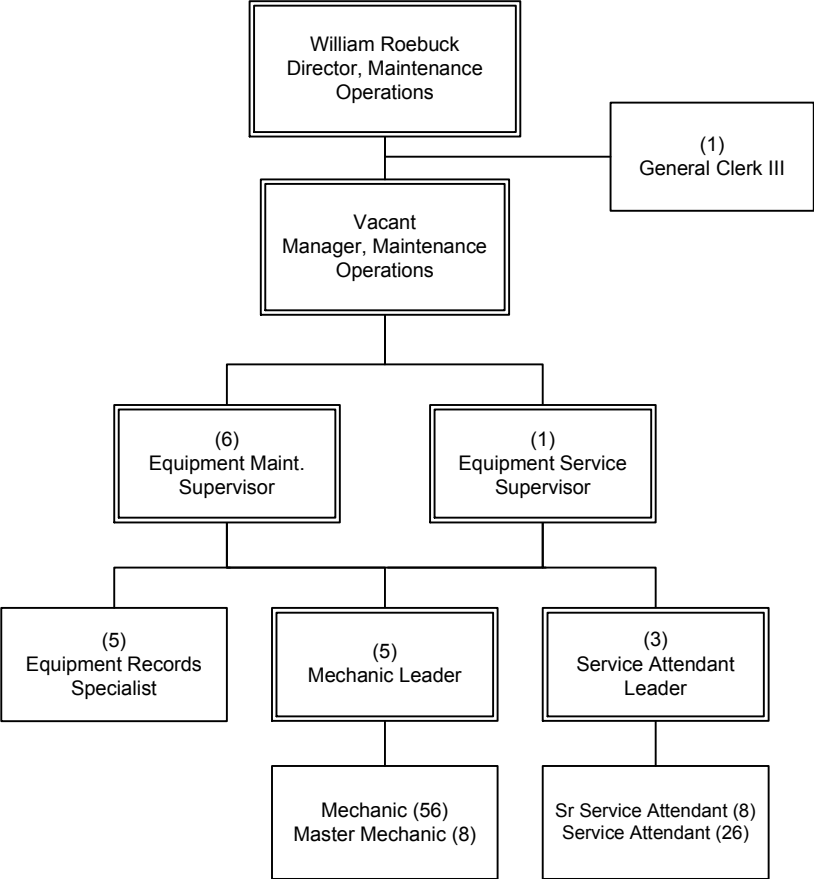 William Roebuck
Director, Maintenance
Operations
(1)
General Clerk III
Vacant
Manager, Maintenance
Operations
(6)
Equipment Maint.
Supervisor
(1)
Equipment Service
Supervisor
(5)
Equipment Records
Specialist
(5)
Mechanic Leader
(3)
Service Attendant
Leader
Mechanic (56)
Master Mechanic (8)
Sr Service Attendant (8)
Service Attendant (26)